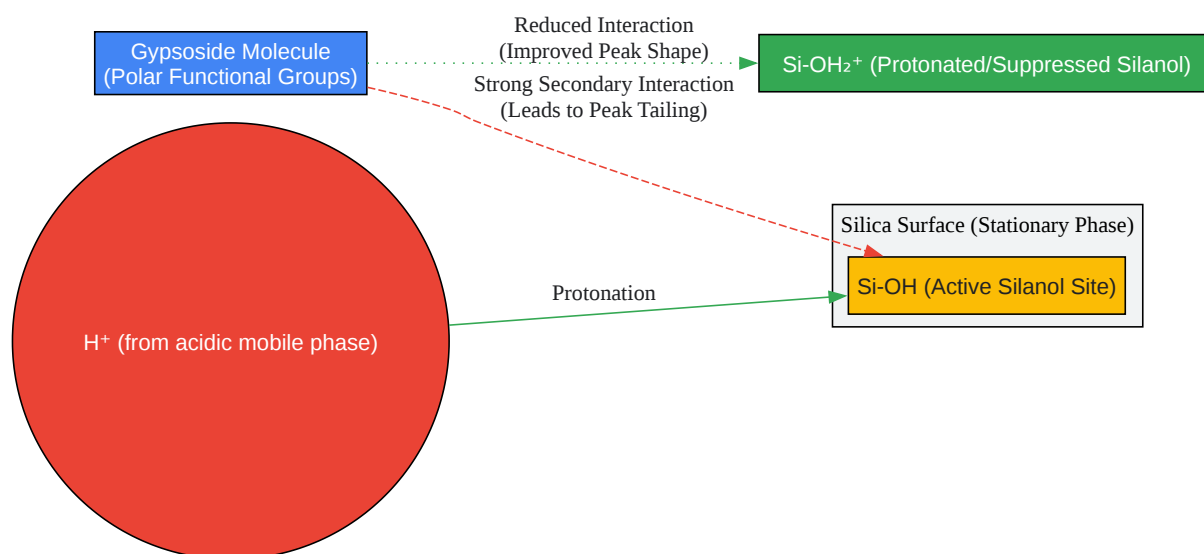 Gypsoside Molecule
(Polar Functional Groups)
Reduced Interaction
(Improved Peak Shape)
Si-OH₂⁺ (Protonated/Suppressed Silanol)
Strong Secondary Interaction
(Leads to Peak Tailing)
Silica Surface (Stationary Phase)
Si-OH (Active Silanol Site)
Protonation
H⁺ (from acidic mobile phase)